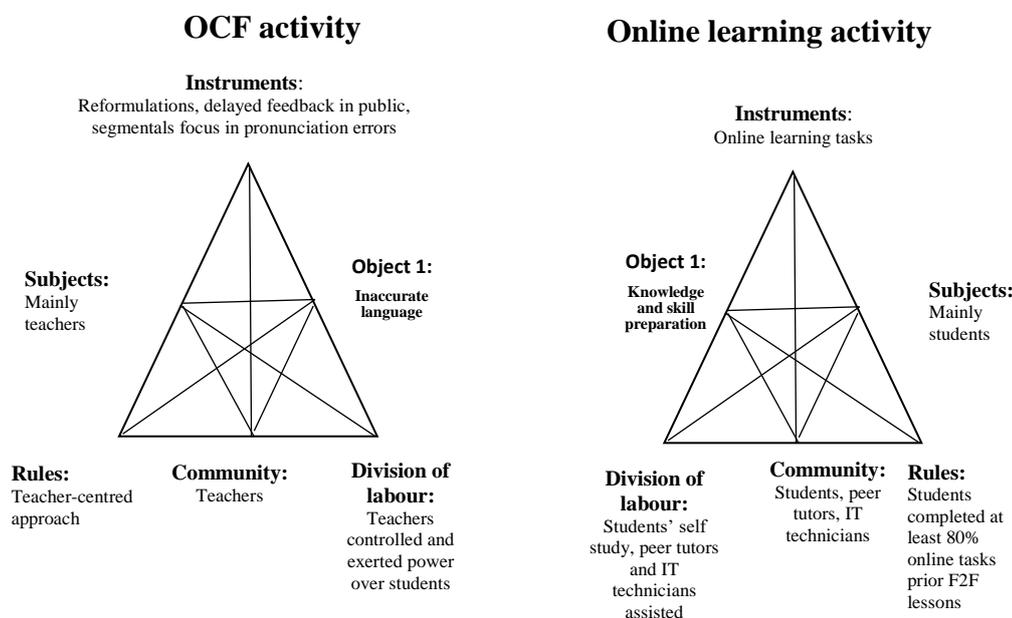 OCF activity
Instruments:
Reformulations, delayed feedback in public,
segmentals focus in pronunciation errors
Subjects:
Mainly
teachers
Object 1:
Inaccurate
language
Rules:
Teacher-centred
approach
Community:
Teachers
Division of
labour:
Teachers
controlled and
exerted power
over students
Online learning activity
Instruments:
Online learning tasks
Object 1:
Knowledge
and skill
preparation
Subjects:
Mainly
students
Division of
labour:
Students’ self
study, peer tutors
and IT
technicians
assisted
Community:
Students, peer
tutors, IT
technicians
Rules:
Students
completed at
least 80%
online tasks
prior F2F
lessons